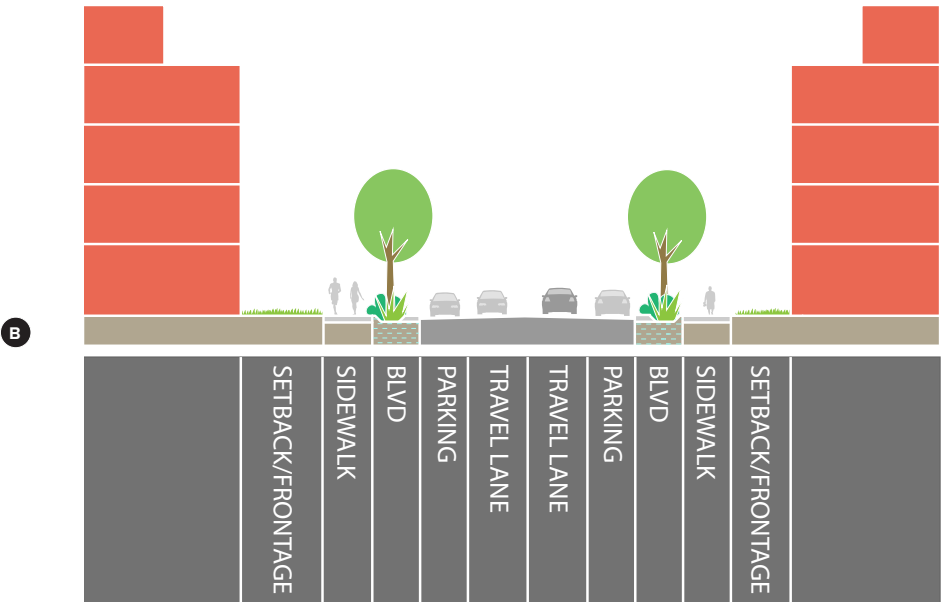 B
SETBACK/FRONTAGE
SIDEWALK
BLVD
PARKING
TRAVEL LANE
TRAVEL LANE
PARKING
BLVD
SIDEWALK
SETBACK/FRONTAGE